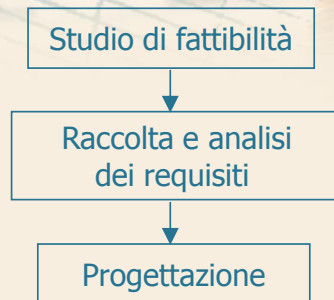 Studio di fattibilità
Raccolta e analisi
dei requisiti
Progettazione